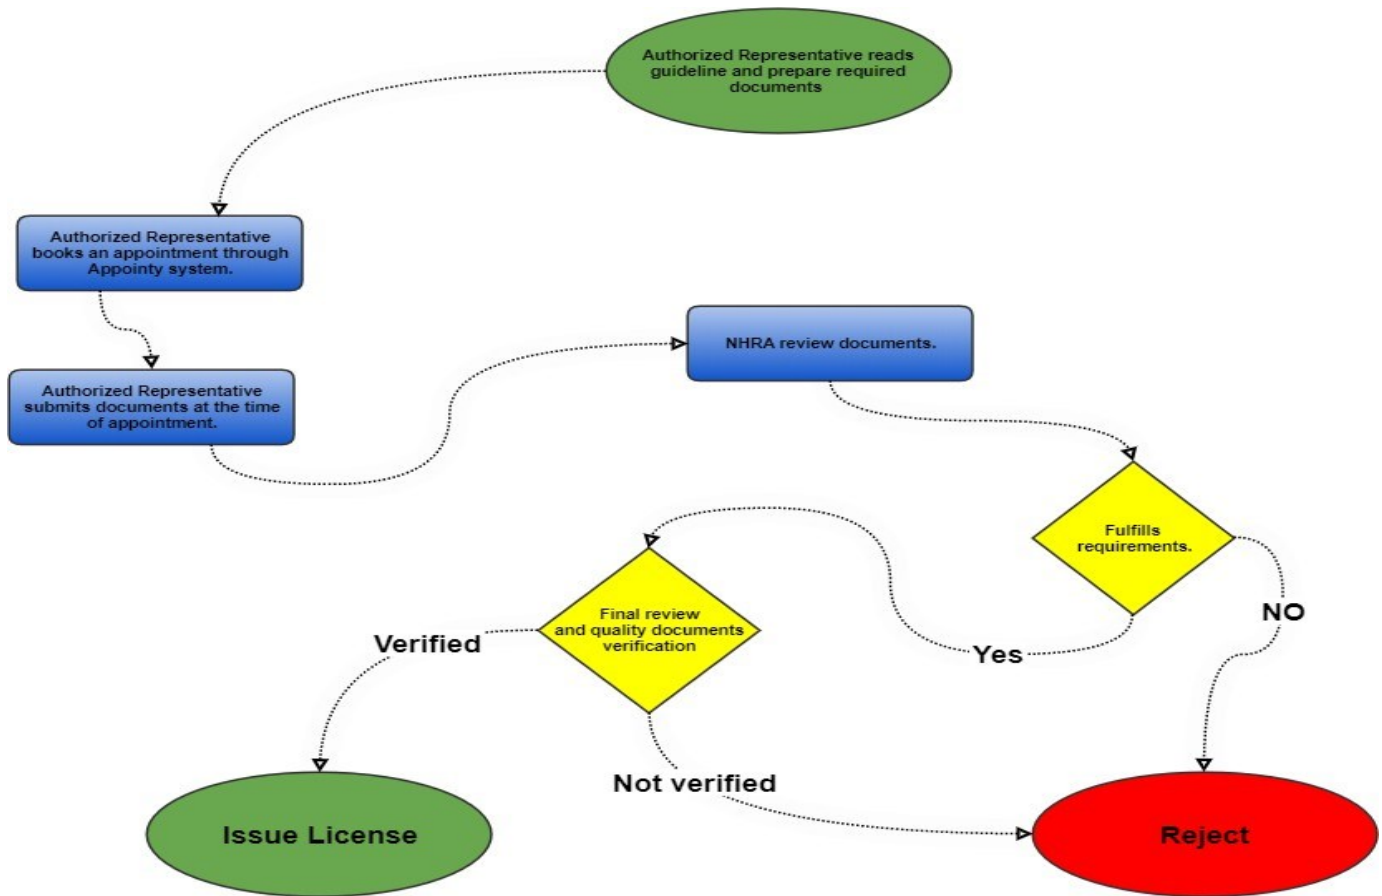 Authorized Representative reads
guideline and prepare required
documents
Authorized Representative
books an appointment through
Appointy system.
Authorized Representative
submits documents at the time
of appointment.
NHRA review documents.
Fulfills
requirements.
NO
Yes
Final review
and quality documents
verification
Verified
Not verified
Issue License
Reject